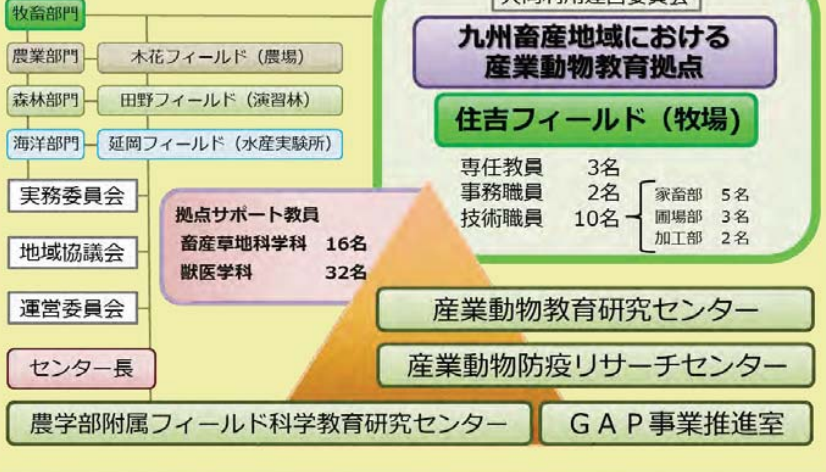 牧畜部門
農業部門
木花フィールド（農場）
森林部門
田野フィールド（演習林）
海洋部門
延岡フィールド（水産実験所）
実務委員会
地域協議会
運営委員会
センター長
九州畜産地域における
産業動物教育拠点
住吉フィールド（牧場)
専任教員 3名
事務職員 2名
技術職員 10名
家畜部 5名
圃場部 3名
加工部 2名
拠点サポート教員
畜産草地科学科 16名
獣医学科 32名
産業動物教育研究センター
産業動物防疫リサーチセンター
農学部附属フィールド科学教育研究センター
ＧＡＰ事業推進室